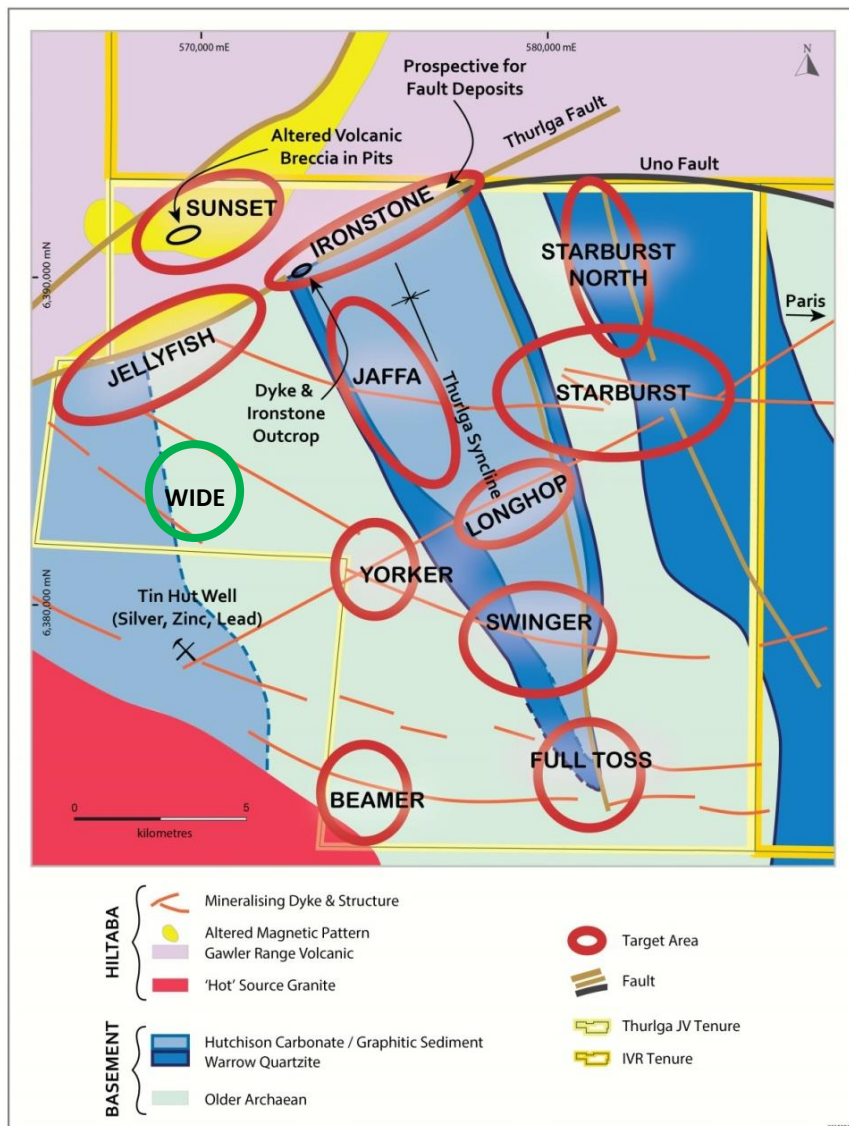 570,000 mE
580,000 mE
N
Prospective for
Fault Deposits
Thurlga Fault
Altered Volcanic
Breccia in Pits
Uno Fault
SUNSET
IRONSTONE
STARBURST
NORTH
6,390,000 mN
Paris
JELLYFISH
JAFFA
STARBURST
Dyke &
Ironstone
Outcrop
Thurlga Syncline
WIDE
LONGHOP
YORKER
6,380,000 mN
Tin Hut Well
(Silver, Zinc, Lead)
SWINGER
FULL TOSS
BEAMER
0 5
kilometres
HILTABA
Mineralising Dyke & Structure
Altered Magnetic Pattern
Gawler Range Volcanic
'Hot' Source Granite
BASEMENT
Hutchison Carbonate / Graphitic Sediment
Warrow Quartzite
Older Archaean
Target Area
Fault
Thurlga JV Tenure
IVR Tenure